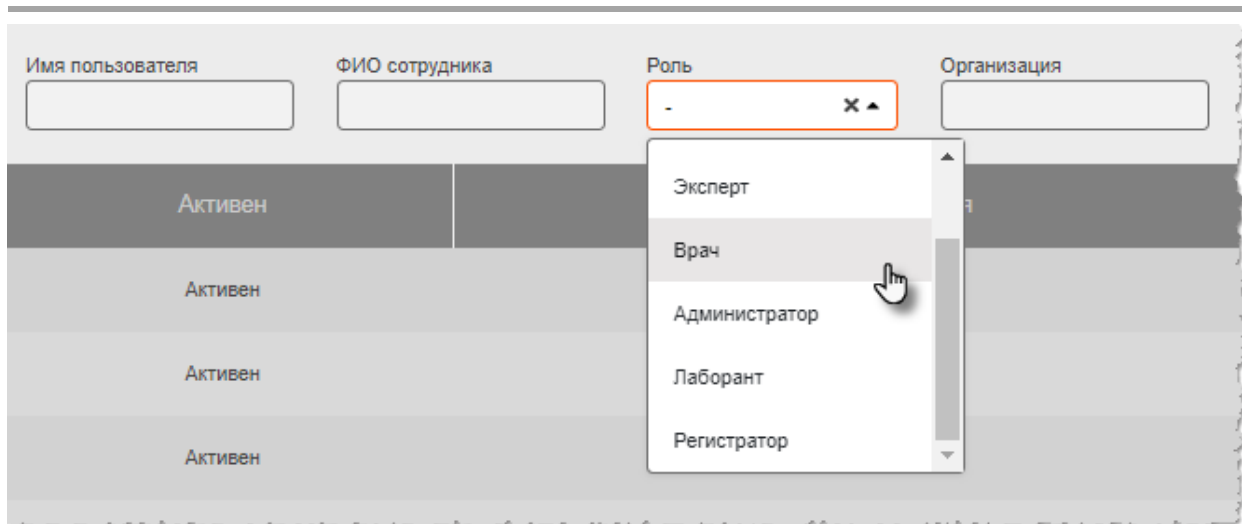 Имя пользователя ФИО сотрудника Роль Организация
-
Активен
Эксперт
я
Врач
Активен
Администратор
Активен
Лаборант
Активен
Регистратор